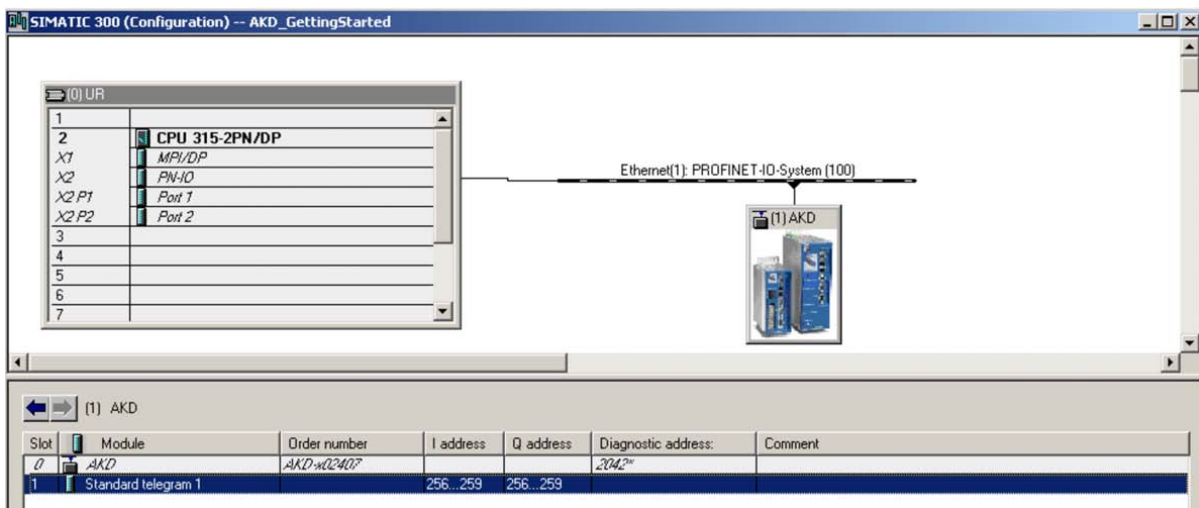 SIMATIC 300 (Configuration) -- AKD_GettingStarted
(0) UR
1
2 CPU 315-2PN/DP
X1 MPI/DP
X2 PN-IO
X2 P1 Port 1
X2 P2 Port 2
3
4
5
6
7
Ethernet(1): PROFINET-IO-System (100)
(1) AKD
(1) AKD
Slot Module Order number I address Q address Diagnostic address: Comment
0 AKD AKD-x02407 2042*
1 Standard telegram 1 256...259 256...259